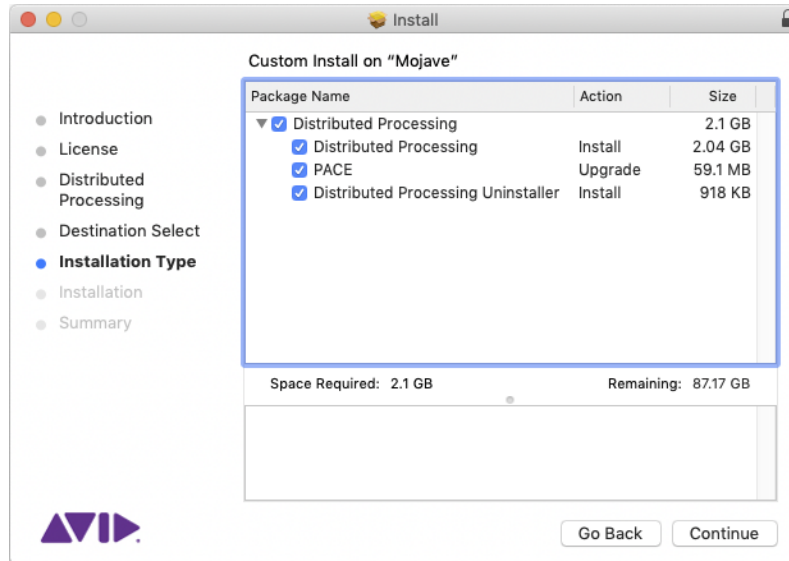 Install
Custom Install on “Mojave”
Introduction
License
Distributed
Processing
Destination Select
Installation Type
Installation
Summary
Package Name Action Size
Distributed Processing 2.1 GB
Distributed Processing Install 2.04 GB
PACE Upgrade 59.1 MB
Distributed Processing Uninstaller Install 918 KB
Space Required: 2.1 GB Remaining: 87.17 GB
AVID
Go Back Continue